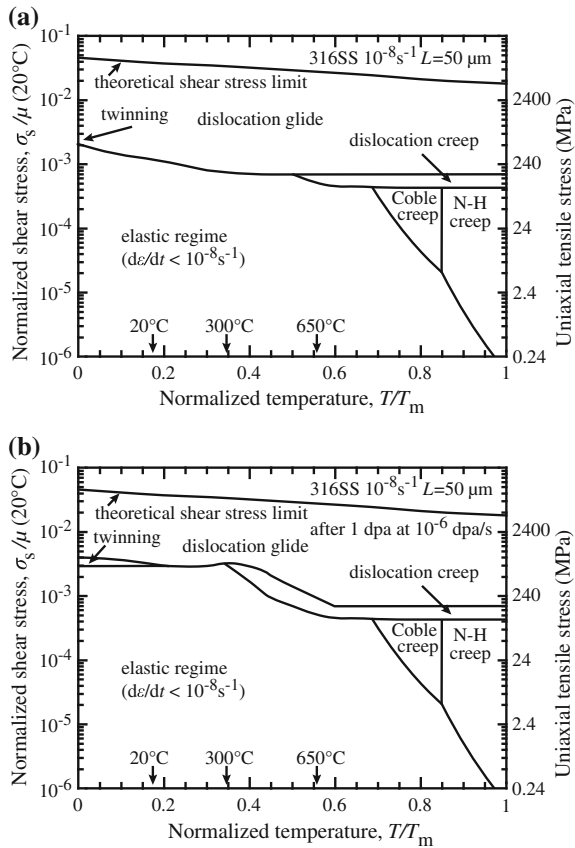 (a)
10⁻¹
316SS 10⁻⁸s⁻¹ L=50 μm
theoretical shear stress limit
10⁻²
2400
twinning
dislocation glide
dislocation creep
10⁻³
240
Coble creep
N-H creep
10⁻⁴
24
elastic regime
(dε/dt < 10⁻⁸s⁻¹)
10⁻⁵
2.4
20°C 300°C 650°C
10⁻⁶
0.24
0 0.2 0.4 0.6 0.8 1
Normalized temperature, T/Tₘ
Normalized shear stress, σₛ/μ (20°C)
Uniaxial tensile stress (MPa)
(b)
10⁻¹
316SS 10⁻⁸s⁻¹ L=50 μm
theoretical shear stress limit
after 1 dpa at 10⁻⁶ dpa/s
10⁻²
2400
twinning
dislocation glide
dislocation creep
10⁻³
240
Coble creep
N-H creep
10⁻⁴
24
elastic regime
(dε/dt < 10⁻⁸s⁻¹)
10⁻⁵
2.4
20°C 300°C 650°C
10⁻⁶
0.24
0 0.2 0.4 0.6 0.8 1
Normalized temperature, T/Tₘ
Normalized shear stress, σₛ/μ (20°C)
Uniaxial tensile stress (MPa)